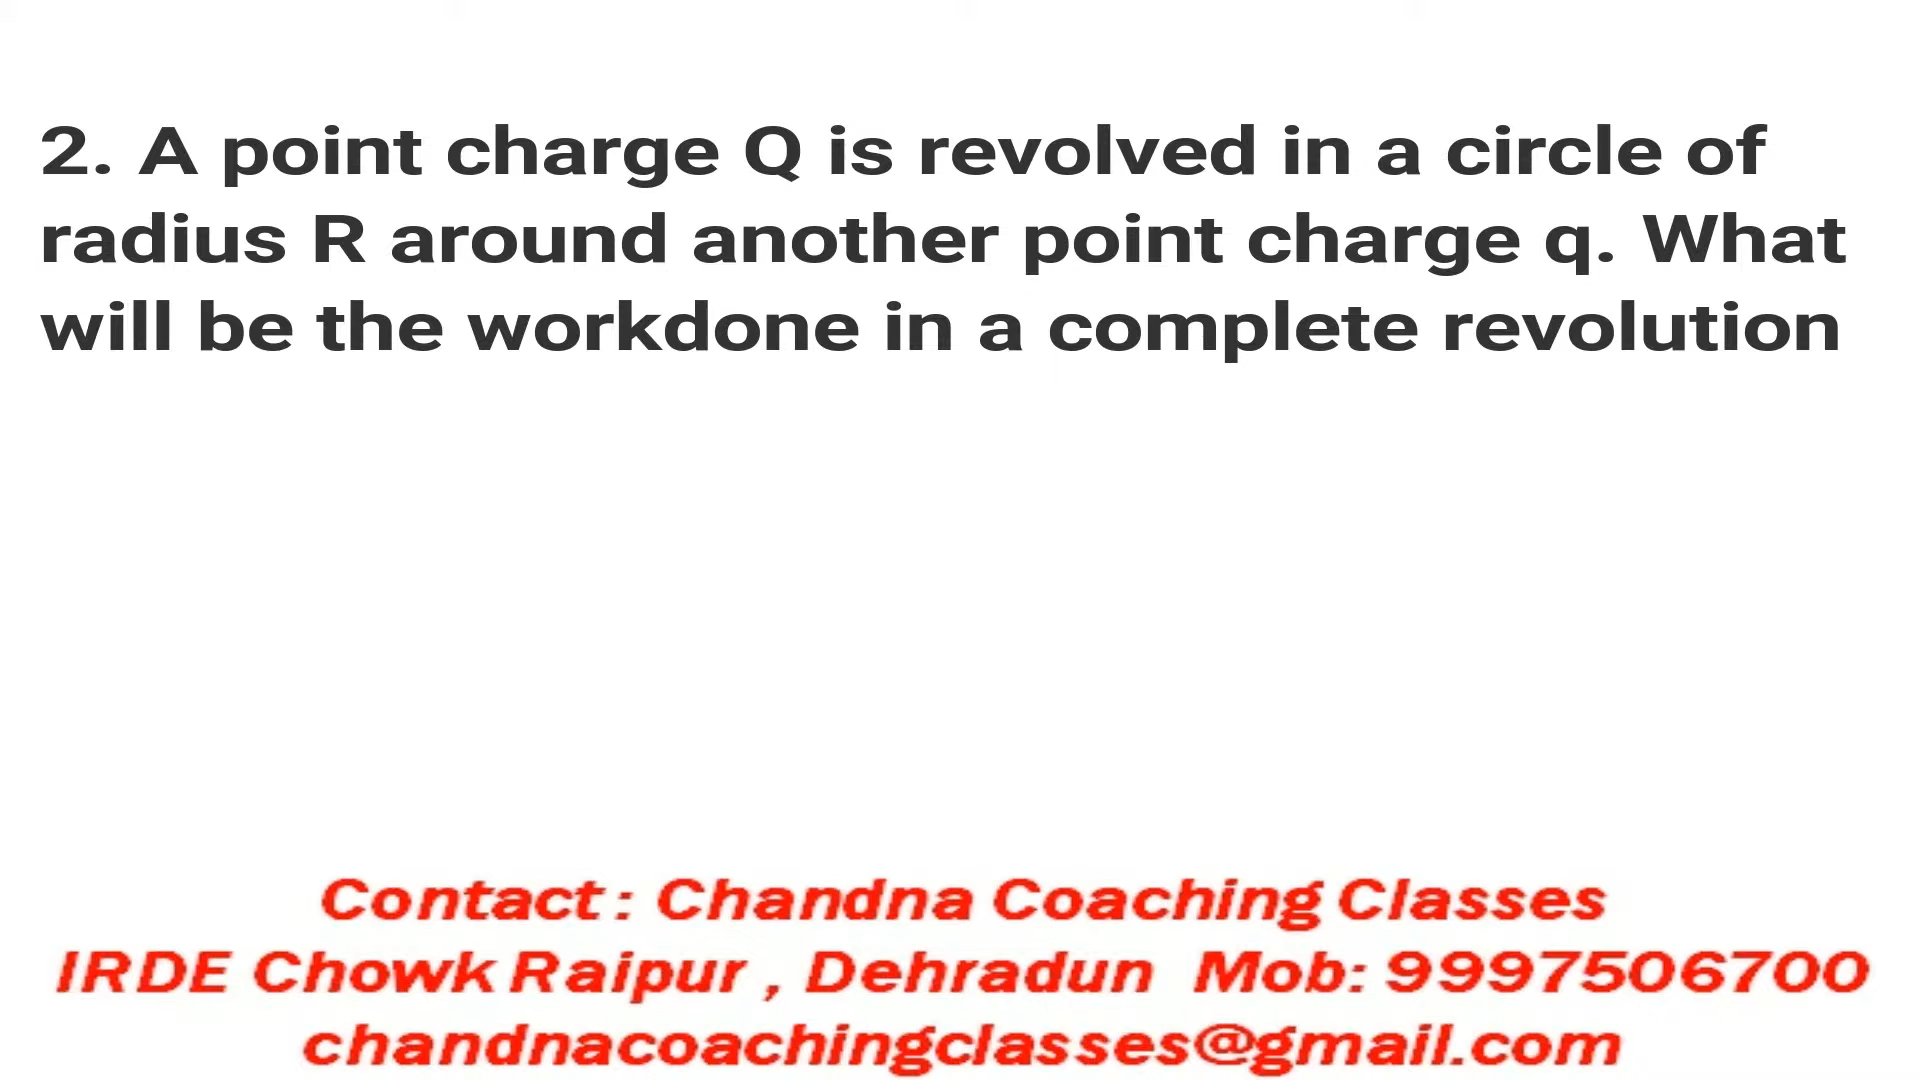 2. A point charge Q is revolved in a circle of
radius R around another point charge q. What
will be the workdone in a complete revolution
Contact : Chandna Coaching Classes
IRDE Chowk Raipur , Dehradun Mob: 9997506700
chandnacoachingclasses@gmail.com